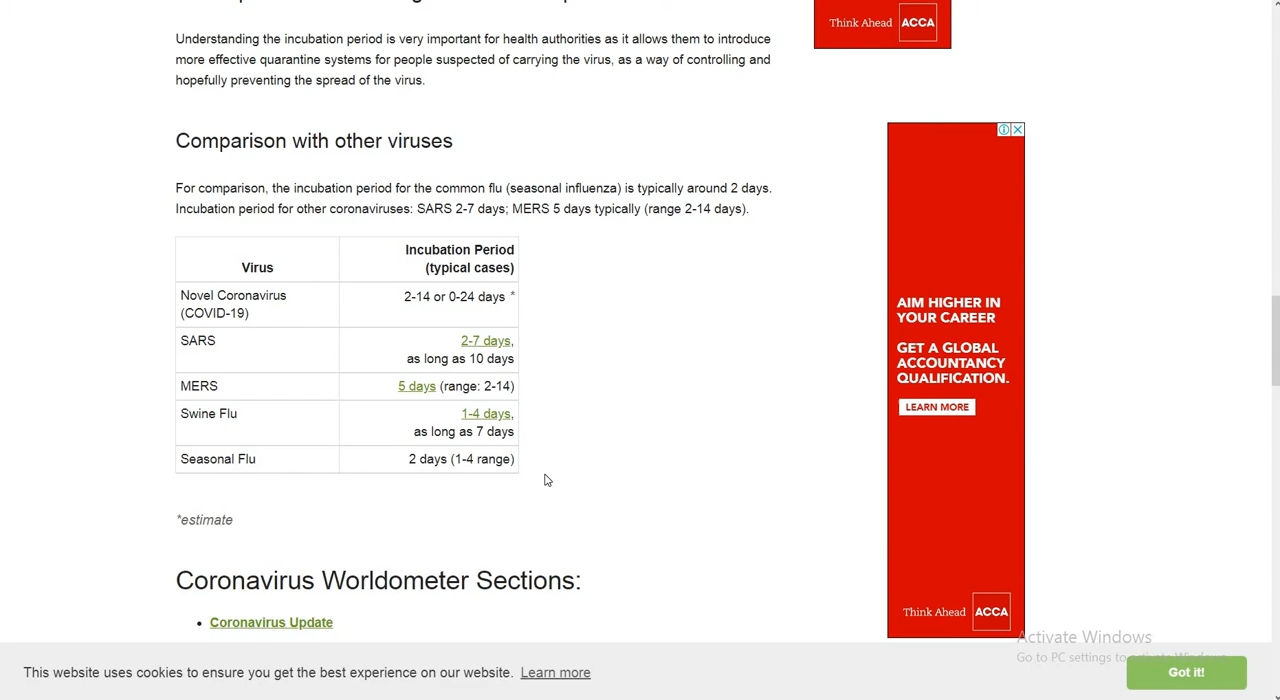 Think Ahead ACCA
Understanding the incubation period is very important for health authorities as it allows them to introduce
more effective quarantine systems for people suspected of carrying the virus, as a way of controlling and
hopefully preventing the spread of the virus.
Comparison with other viruses
For comparison, the incubation period for the common flu (seasonal influenza) is typically around 2 days.
Incubation period for other coronaviruses: SARS 2-7 days; MERS 5 days typically (range 2-14 days).
Virus
Incubation Period
(typical cases)
Novel Coronavirus
(COVID-19)
2-14 or 0-24 days *
SARS
2-7 days,
as long as 10 days
MERS
5 days (range: 2-14)
Swine Flu
1-4 days,
as long as 7 days
Seasonal Flu
2 days (1-4 range)
*estimate
Coronavirus Worldometer Sections:
• Coronavirus Update
AIM HIGHER IN
YOUR CAREER
GET A GLOBAL
ACCOUNTANCY
QUALIFICATION.
LEARN MORE
Think Ahead ACCA
Activate Windows
Go to PC settings to activate Windows.
This website uses cookies to ensure you get the best experience on our website. Learn more
Got it!